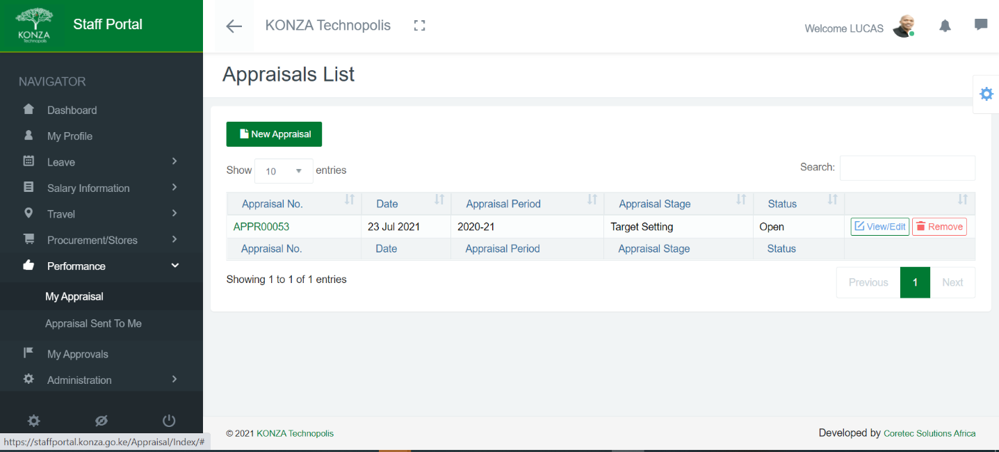 KONZA
Technopolis
Staff Portal
KONZA Technopolis
Welcome LUCAS
NAVIGATOR
Dashboard
My Profile
Leave
Salary Information
Travel
Procurement/Stores
Performance
My Appraisal
Appraisal Sent To Me
My Approvals
Administration
https://staffportal.konza.go.ke/Appraisal/Index/#
Appraisals List
New Appraisal
Show 10 entries
Search:
Appraisal No. Date Appraisal Period Appraisal Stage Status
APPR00053 23 Jul 2021 2020-21 Target Setting Open View/Edit Remove
Appraisal No. Date Appraisal Period Appraisal Stage Status
Showing 1 to 1 of 1 entries
Previous 1 Next
© 2021 KONZA Technopolis
Developed by Coretec Solutions Africa